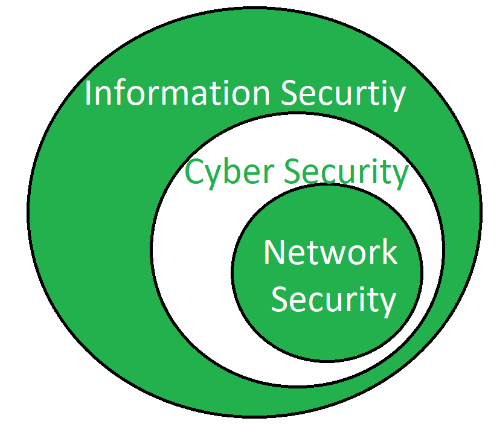 Information Securtiy
Cyber Security
Network
Security